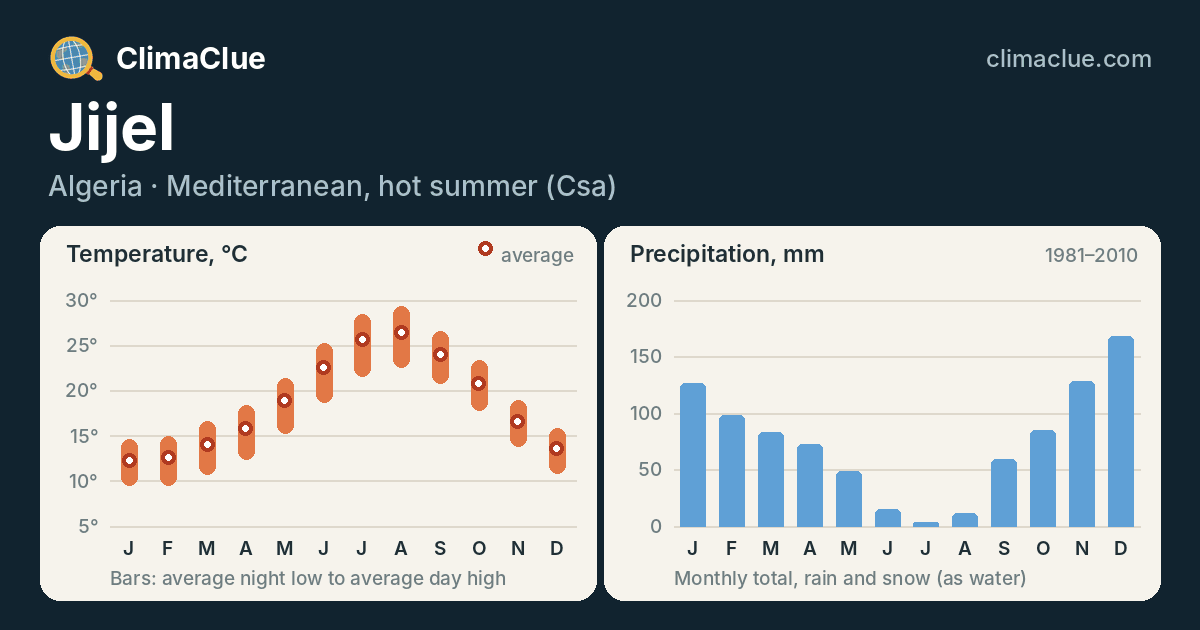 ClimaClue
climaclue.com
Jijel
Algeria · Mediterranean, hot summer (Csa)
Temperature, °C
average
30°
25°
20°
15°
10°
5°
J F M A M J J A S O N D
Bars: average night low to average day high
Precipitation, mm
1981–2010
200
150
100
50
0
J F M A M J J A S O N D
Monthly total, rain and snow (as water)